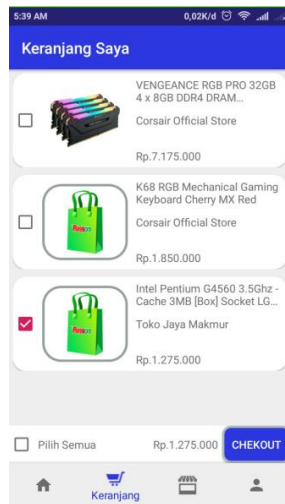 5:39 AM 0,02K/d
Keranjang Saya
VENGEANCE RGB PRO 32GB
4 x 8GB DDR4 DRAM...
Corsair Official Store
Rp.7.175.000
K68 RGB Mechanical Gaming
Keyboard Cherry MX Red
Corsair Official Store
Rp.1.850.000
Intel Pentium G4560 3.5Ghz -
Cache 3MB [Box] Socket LG...
Toko Jaya Makmur
Rp.1.275.000
Pilih Semua Rp.1.275.000 CHEKOUT
Keranjang